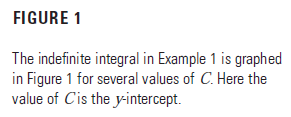 FIGURE 1
The indefinite integral in Example 1 is graphed
in Figure 1 for several values of C. Here the
value of C is the y-intercept.